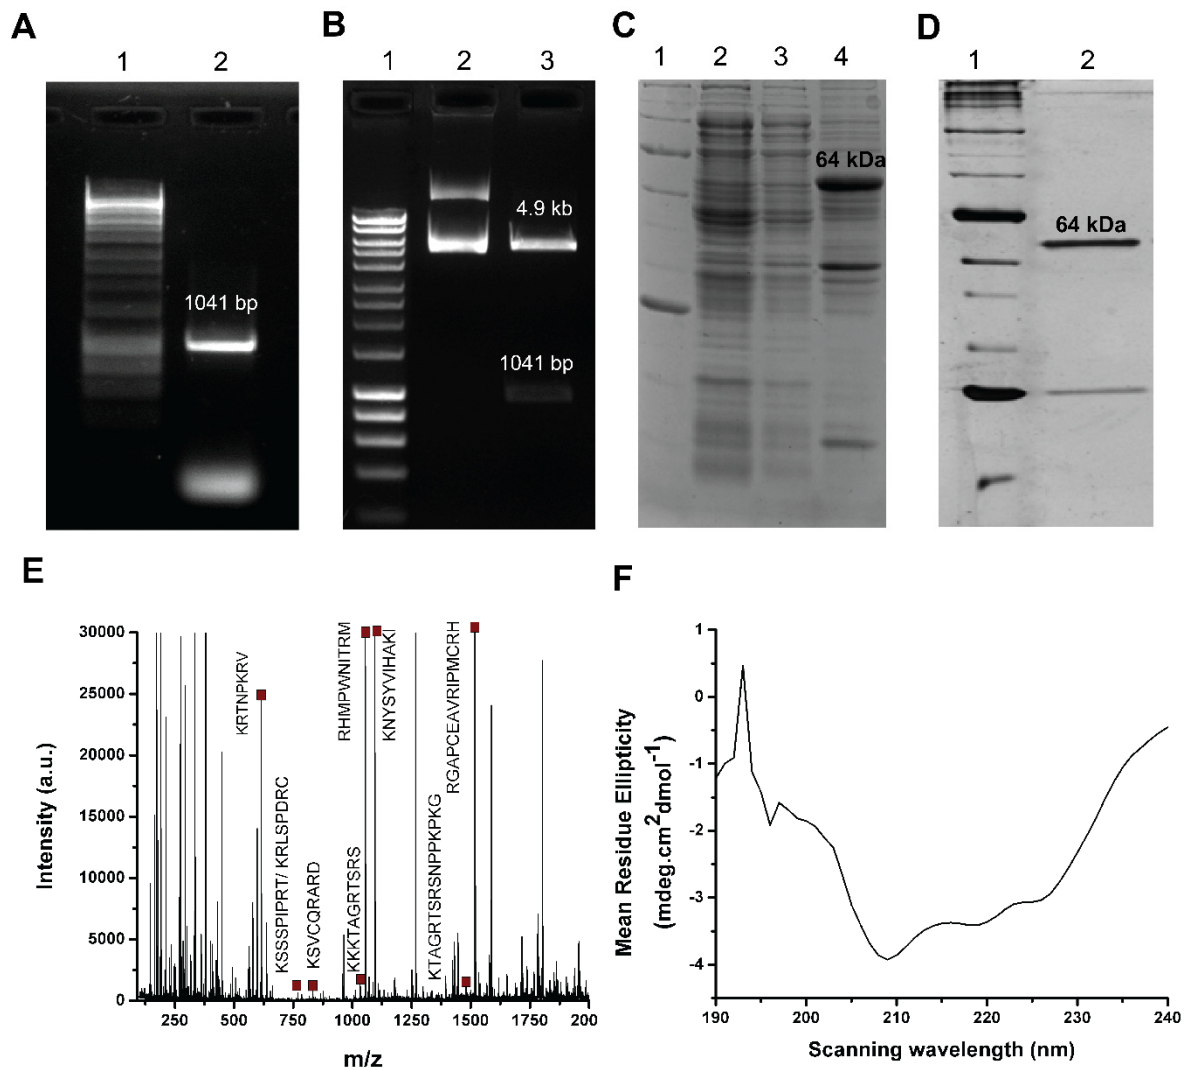 A
1 2
1041 bp
B
1 2 3
4.9 kb
1041 bp
C
1 2 3 4
64 kDa
D
1 2
64 kDa
E
30000
25000
20000
15000
10000
5000
0
Intensity (a.u.)
KRTNPKRV
KSSSPIPRT/ KRLSPDRC
KSVCQRARD
KKKTAGRTSRS
RHMPWNITRM
KNYSYVIHAKI
KTAGRTSRSNPPKPKG
RGAPCEAVRIPMCRH
250 500 750 1000 1250 1500 1750 200
m/z
F
1
0
-1
-2
-3
-4
Mean Residue Ellipticity
(mdeg.cm2dmol-1)
190 200 210 220 230 240
Scanning wavelength (nm)